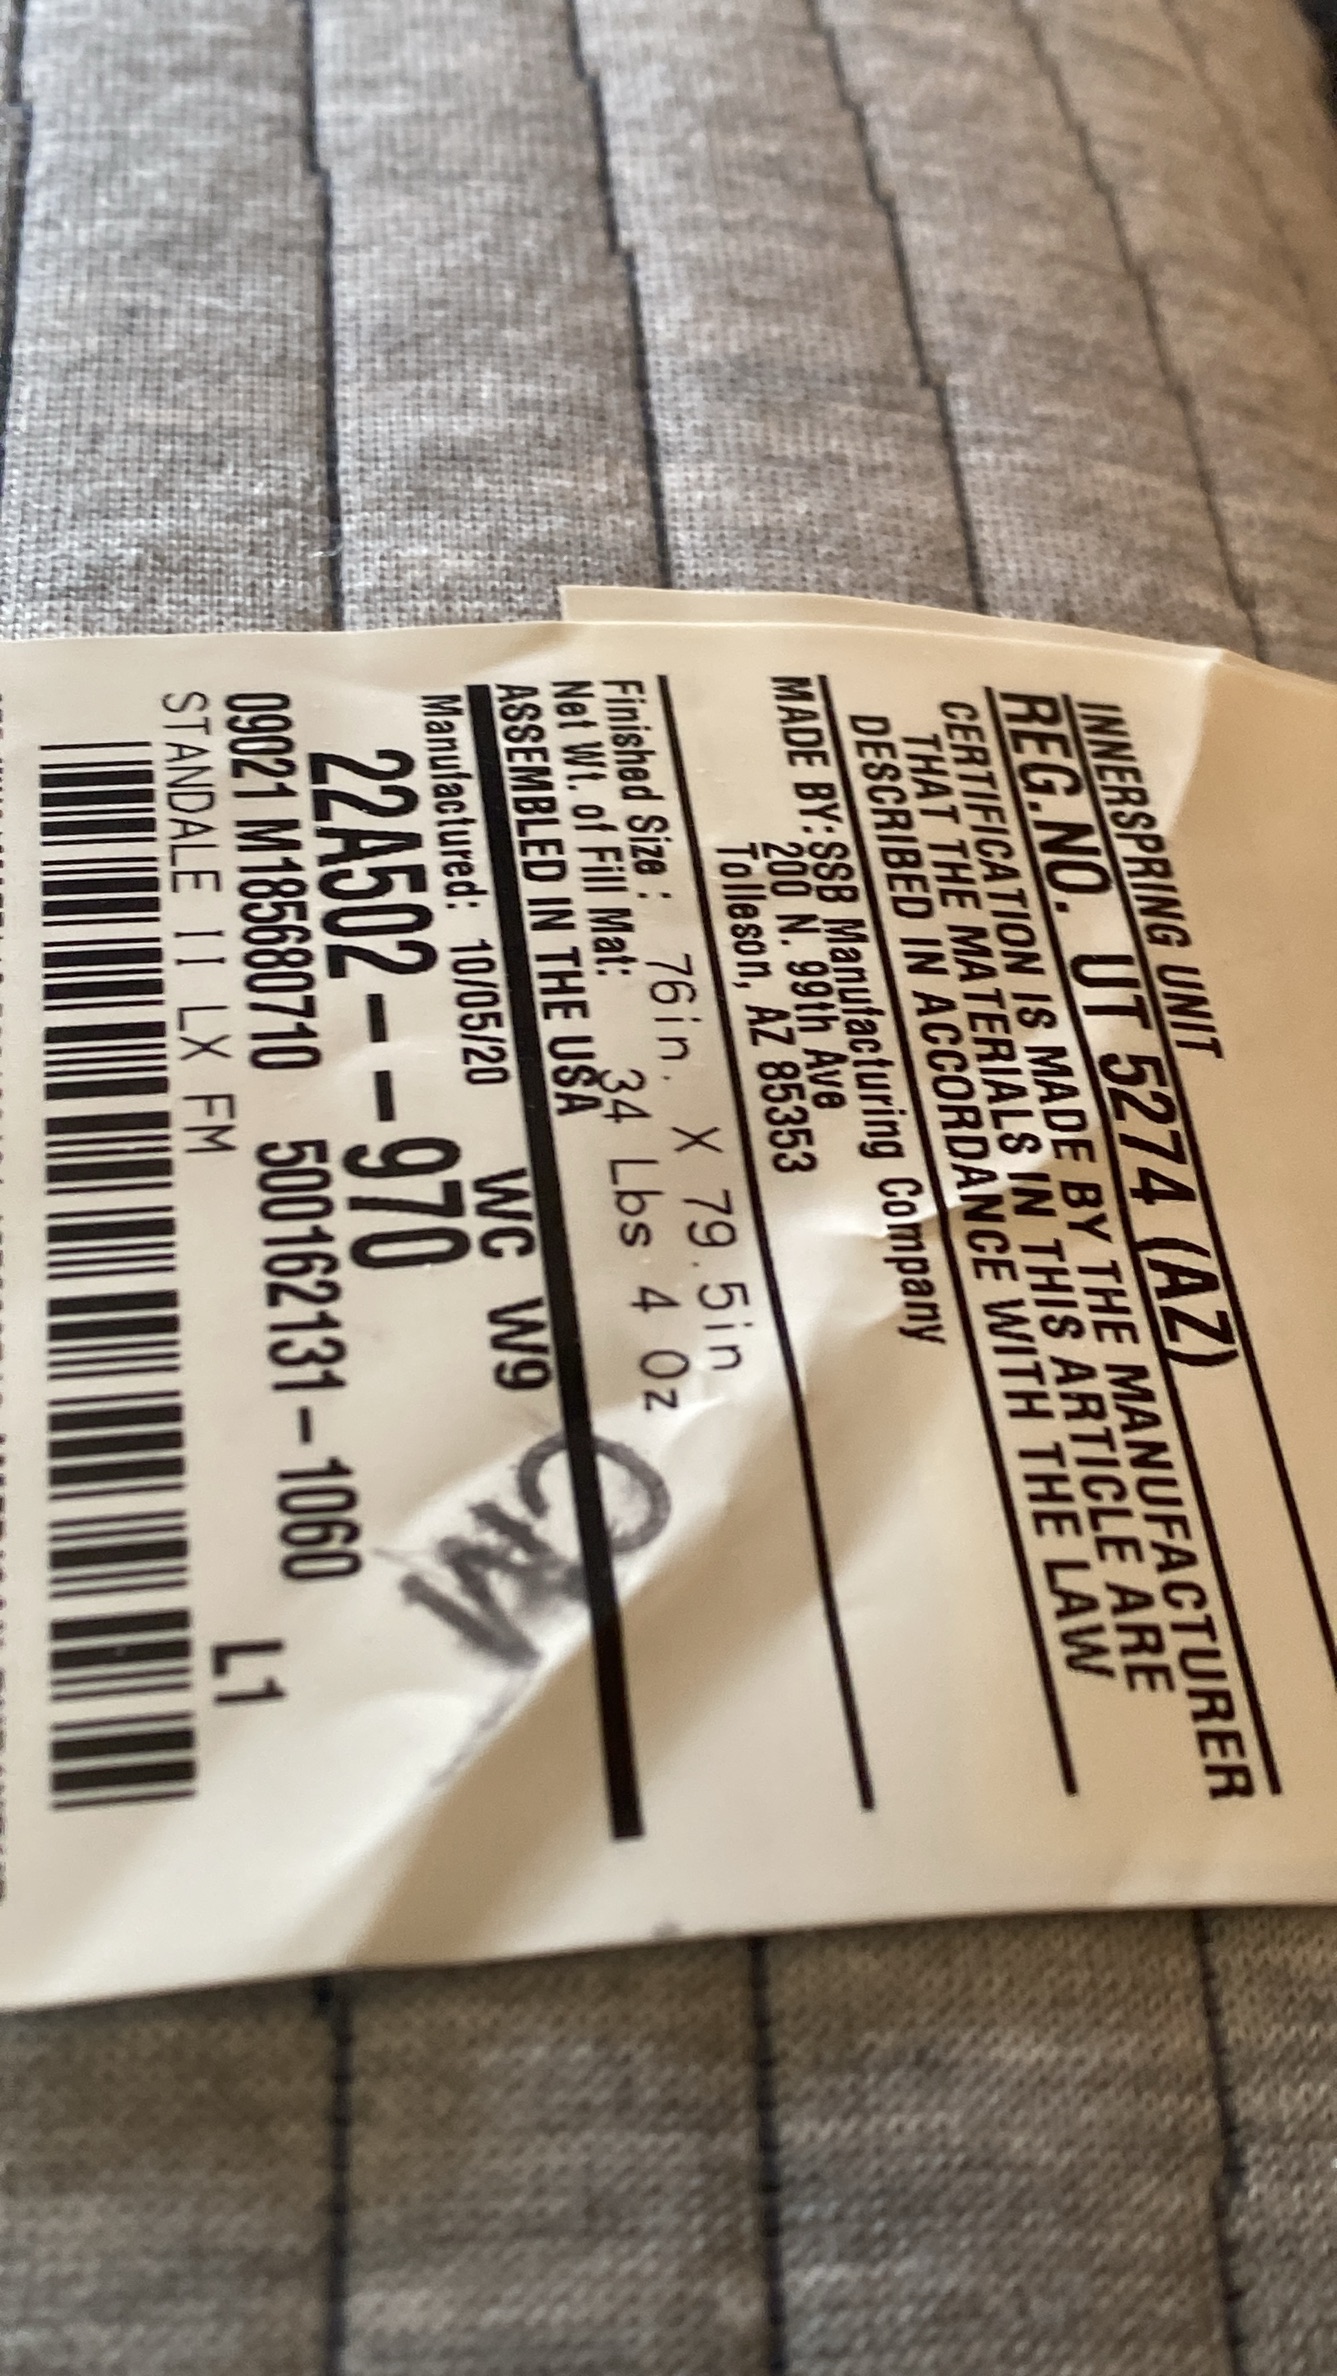 INNERSPRING UNIT
REG.NO. UT 5274 (AZ)
CERTIFICATION IS MADE BY THE MANUFACTURER
THAT THE MATERIALS IN THIS ARTICLE ARE
DESCRIBED IN ACCORDANCE WITH THE LAW
MADE BY: SSB Manufacturing Company
200 N. 99th Ave
Tolleson, AZ 85353
Finished Size: 76in. X 79.5in
Net Wt. of Fill Mat: 34 Lbs 4 Oz
ASSEMBLED IN THE USA
Manufactured: 10/05/20 WC W9
CM
22A502--970
09021 M185680710 500162131-1060 L1
STANDALE II LX FM